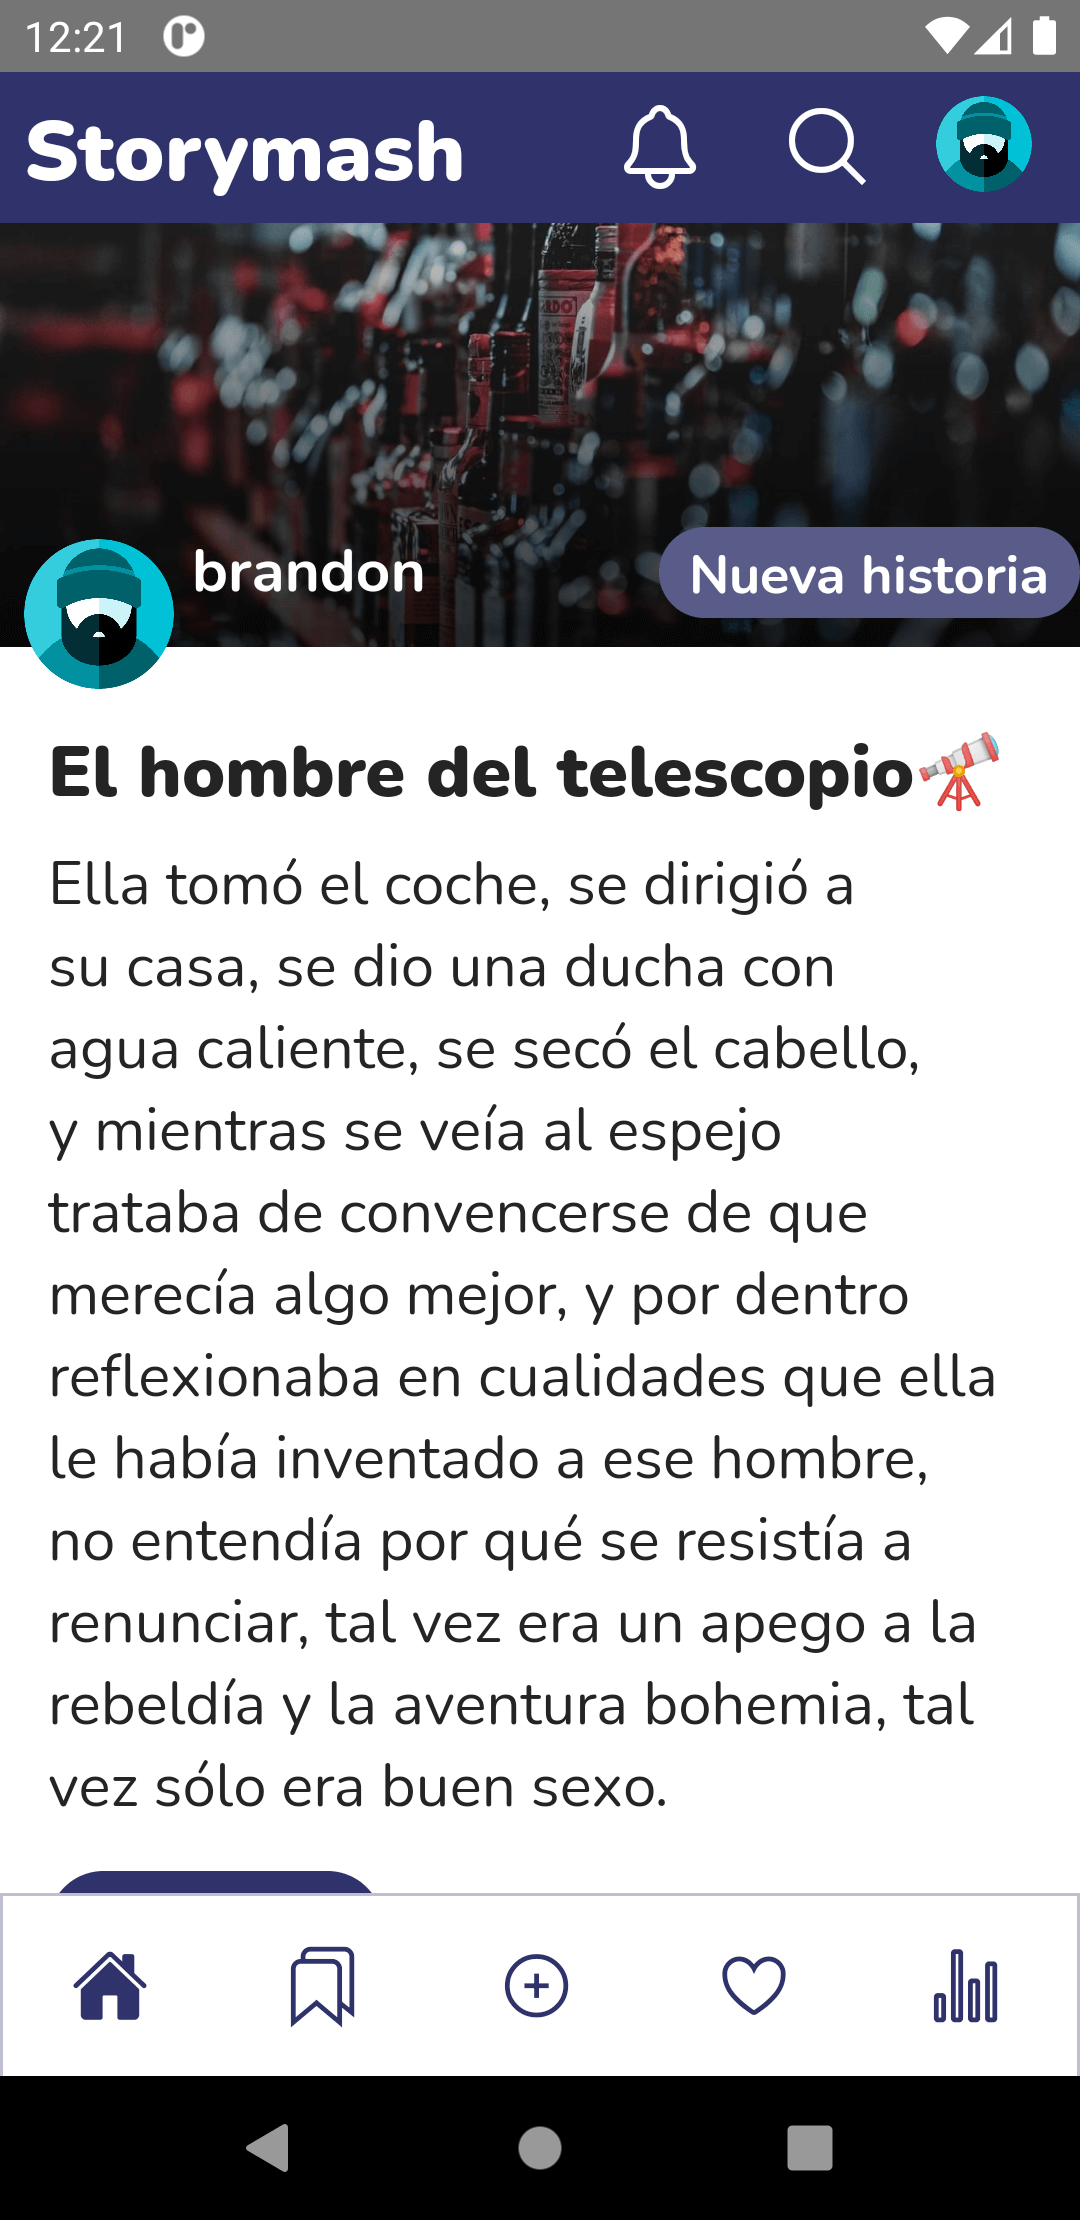 12:21
Storymash
RDO
brandon
Nueva historia
El hombre del telescopio🔭
Ella tomó el coche, se dirigió a
su casa, se dio una ducha con
agua caliente, se secó el cabello,
y mientras se veía al espejo
trataba de convencerse de que
merecía algo mejor, y por dentro
reflexionaba en cualidades que ella
le había inventado a ese hombre,
no entendía por qué se resistía a
renunciar, tal vez era un apego a la
rebeldía y la aventura bohemia, tal
vez sólo era buen sexo.